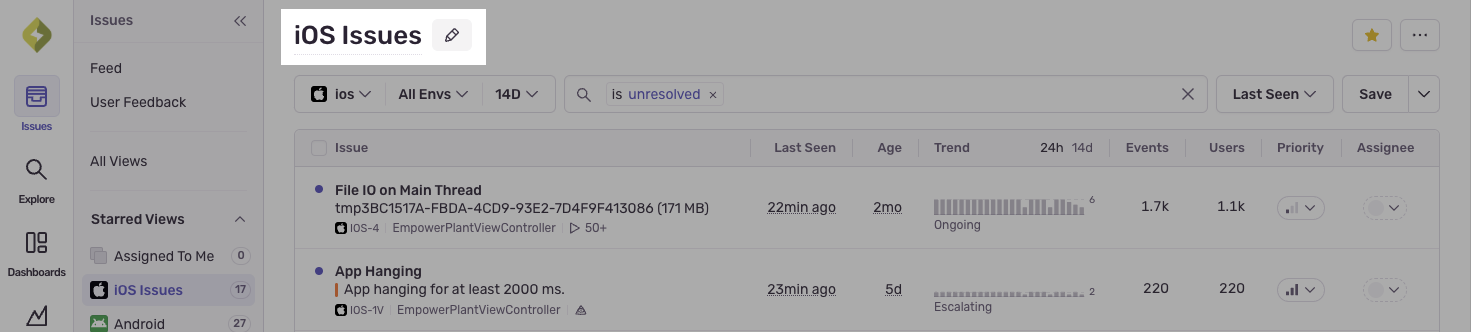 Issues
Feed
User Feedback
All Views
Starred Views
Assigned To Me 0
iOS Issues 17
Android 27
Issues
Explore
Dashboards
iOS Issues
ios All Envs 14D
is unresolved ×
Last Seen
Save
Issue Last Seen Age Trend 24h 14d Events Users Priority Assignee
File IO on Main Thread
tmp3BC1517A-FBDA-4CD9-93E2-7D4F9F413086 (171 MB)
IOS-4 EmpowerPlantViewController 50+
22min ago 2mo 6 1.7k 1.1k
Ongoing
App Hanging
App hanging for at least 2000 ms.
IOS-1V EmpowerPlantViewController
23min ago 5d 2 220 220
Escalating